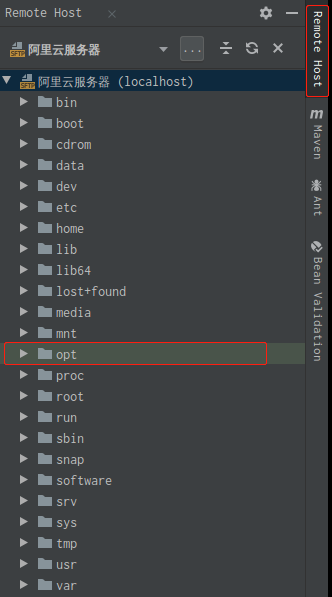 Remote Host
SFTP 阿里云服务器
...
SFTP 阿里云服务器 (localhost)
bin
boot
cdrom
data
dev
etc
home
lib
lib64
lost+found
media
mnt
opt
proc
root
run
sbin
snap
software
srv
sys
tmp
usr
var
Remote Host
m Maven
Ant
Bean Validation